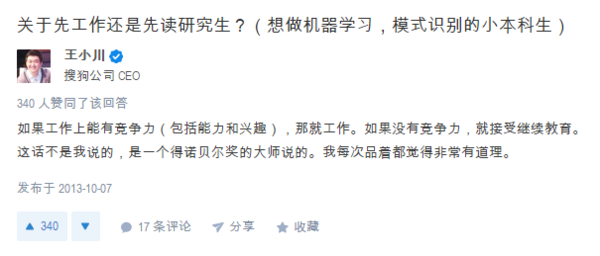 关于先工作还是先读研究生？（想做机器学习，模式识别的小本科生）
王小川
搜狗公司 CEO
340 人赞同了该回答
如果工作上能有竞争力（包括能力和兴趣），那就工作。如果没有竞争力，就接受继续教育。
这话不是我说的，是一个得诺贝尔奖的大师说的。我每次品着都觉得非常有道理。
发布于 2013-10-07
340 17 条评论 分享 收藏